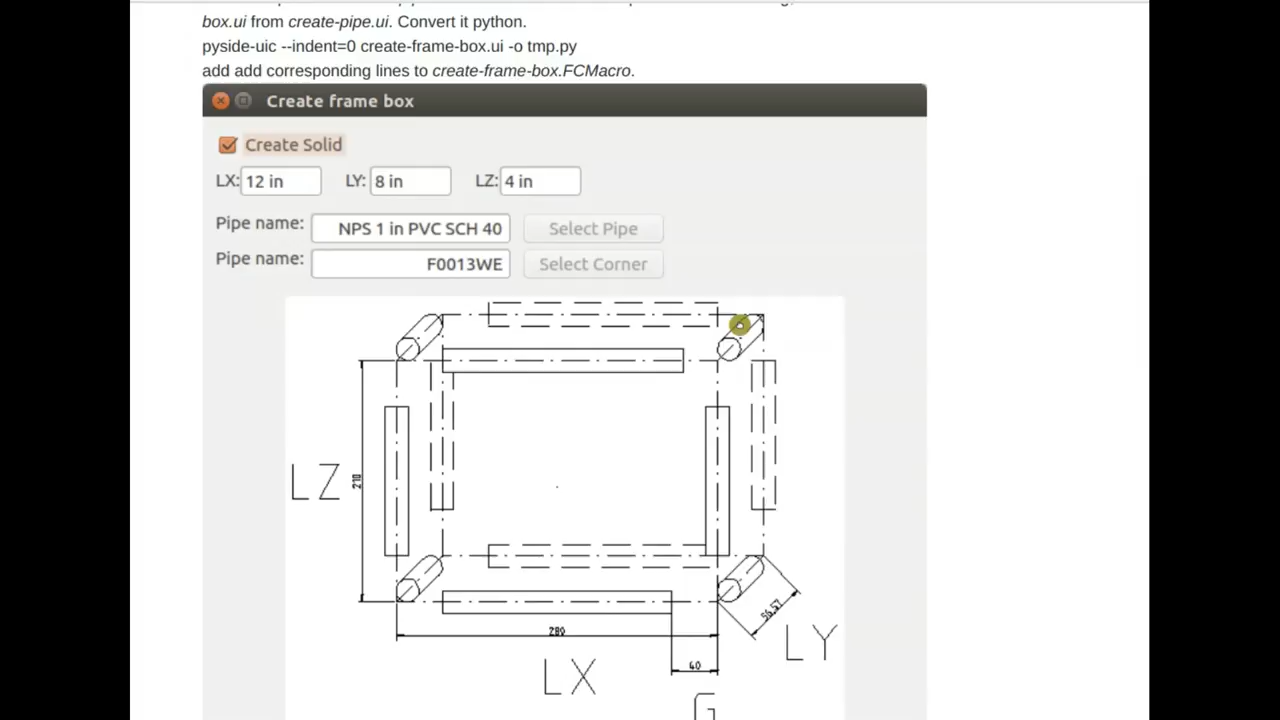 box.ui from create-pipe.ui. Convert it python.
pyside-uic --indent=0 create-frame-box.ui -o tmp.py
add add corresponding lines to create-frame-box.FCMacro.
Create frame box
Create Solid
LX: 12 in LY: 8 in LZ: 4 in
Pipe name: NPS 1 in PVC SCH 40 Select Pipe
Pipe name: F0013WE Select Corner
LZ
210
56,57
280
LY
40
LX
G